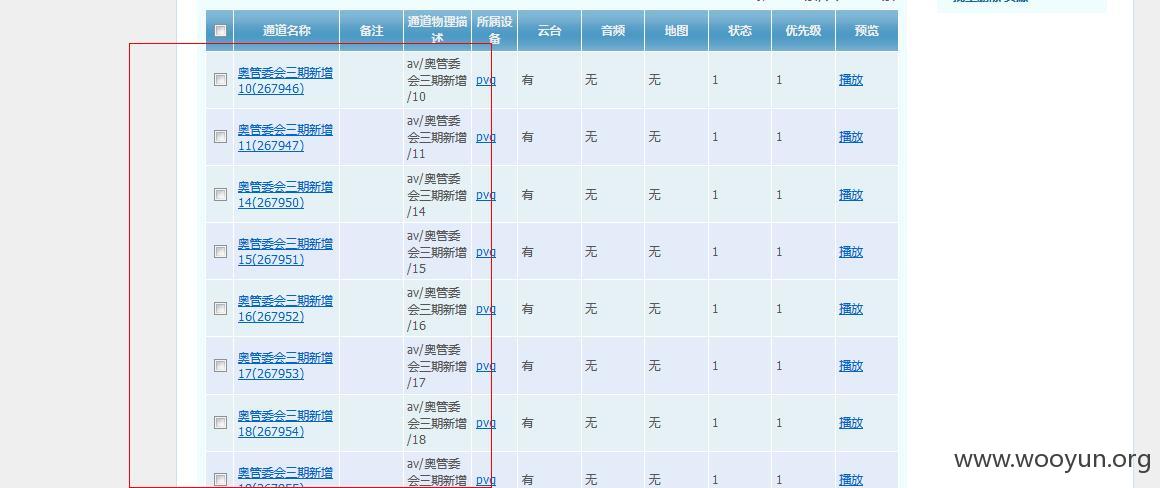 通道名称 备注 通道物理描述 所属设备 云台 音频 地图 状态 优先级 预览
奥管委会三期新增10(267946) av/奥管委会三期新增/10 pvg 有 无 无 1 1 播放
奥管委会三期新增11(267947) av/奥管委会三期新增/11 pvg 有 无 无 1 1 播放
奥管委会三期新增14(267950) av/奥管委会三期新增/14 pvg 有 无 无 1 1 播放
奥管委会三期新增15(267951) av/奥管委会三期新增/15 pvg 有 无 无 1 1 播放
奥管委会三期新增16(267952) av/奥管委会三期新增/16 pvg 有 无 无 1 1 播放
奥管委会三期新增17(267953) av/奥管委会三期新增/17 pvg 有 无 无 1 1 播放
奥管委会三期新增18(267954) av/奥管委会三期新增/18 pvg 有 无 无 1 1 播放
奥管委会三期新增 av/奥管委会三期新增 pvg 有 无 无 1 1 播放
www.wooyun.org